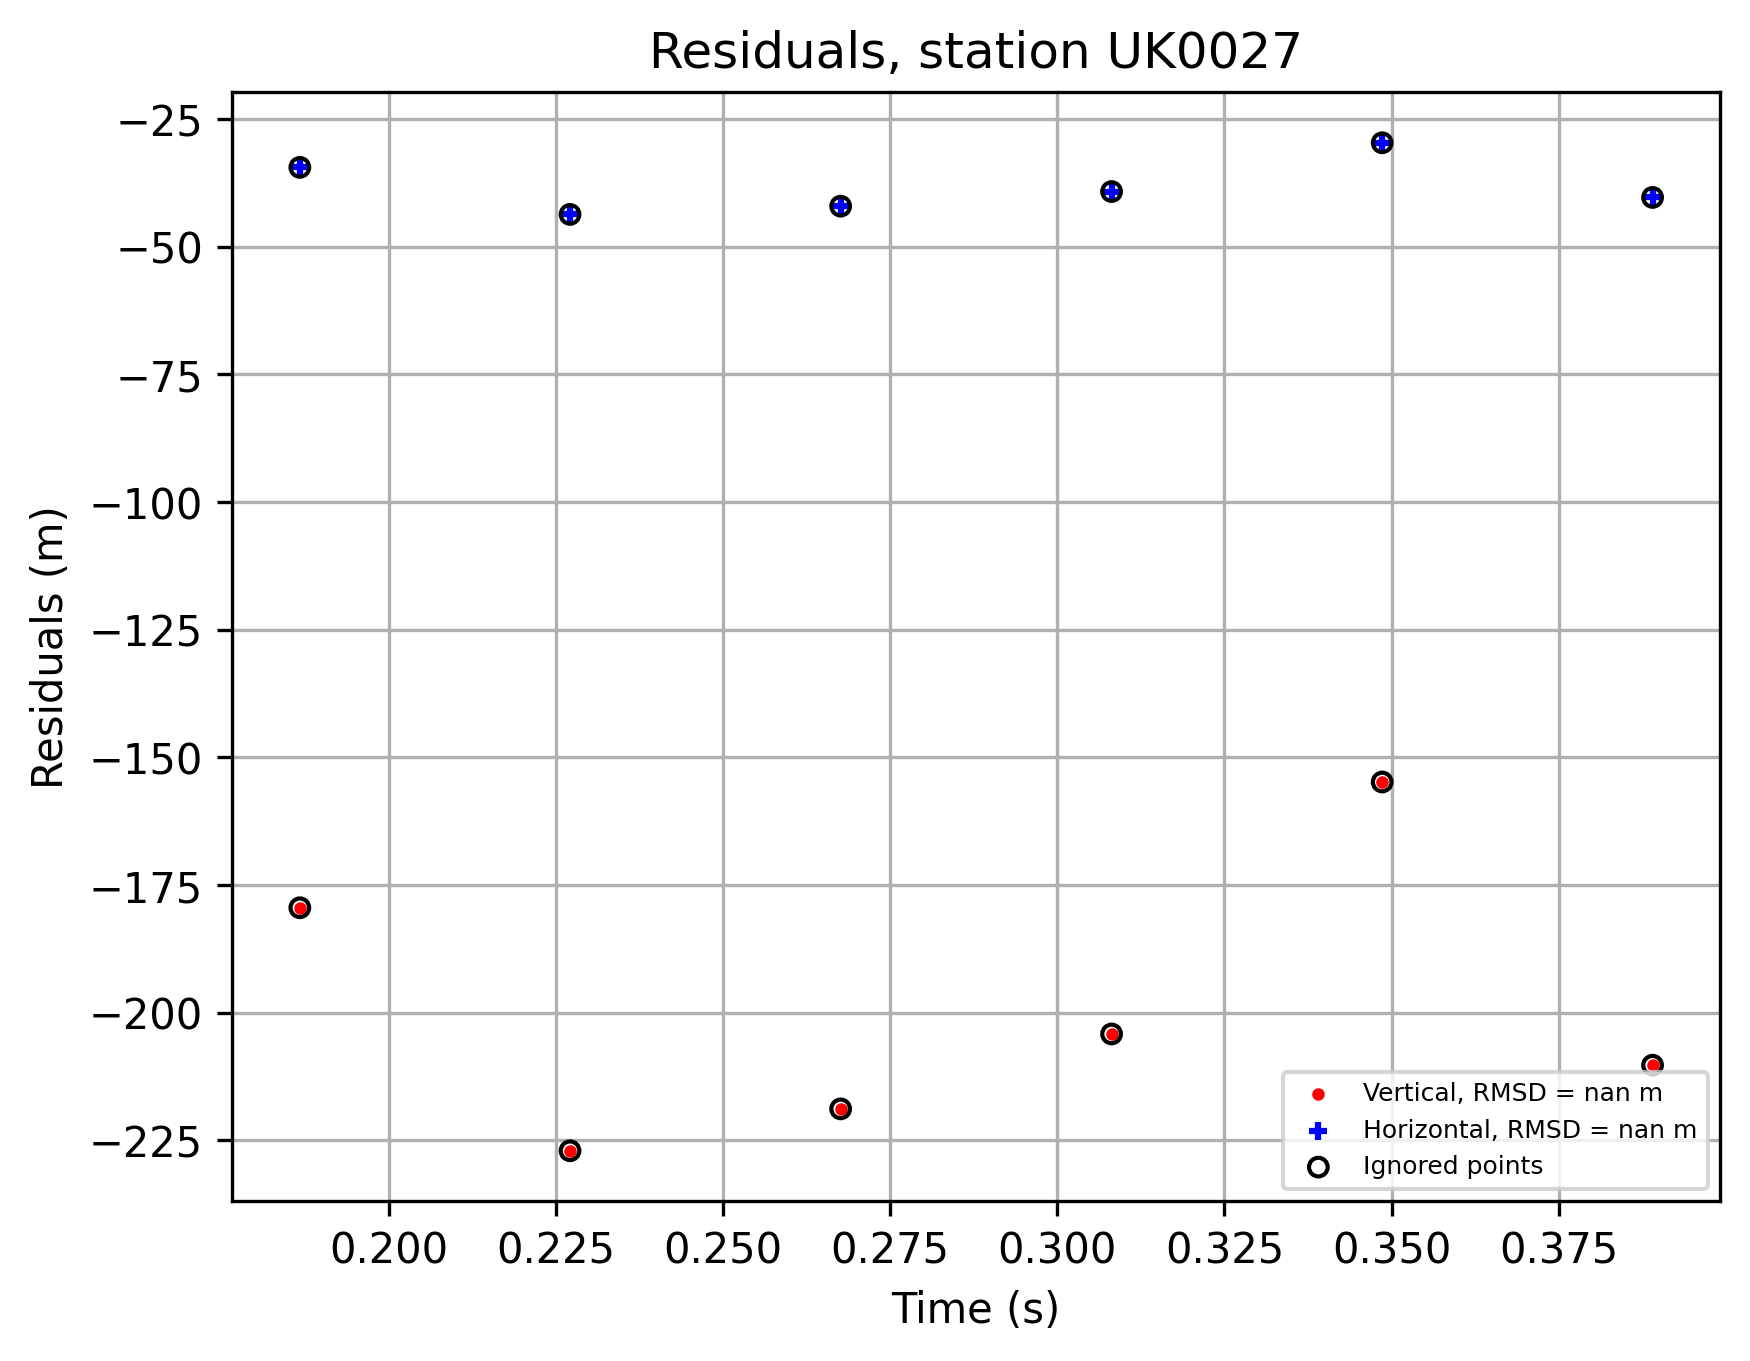 Residuals, station UK0027
−25
−50
−75
−100
−125
−150
−175
−200
−225
Residuals (m)
Vertical, RMSD = nan m
Horizontal, RMSD = nan m
Ignored points
0.200 0.225 0.250 0.275 0.300 0.325 0.350 0.375
Time (s)